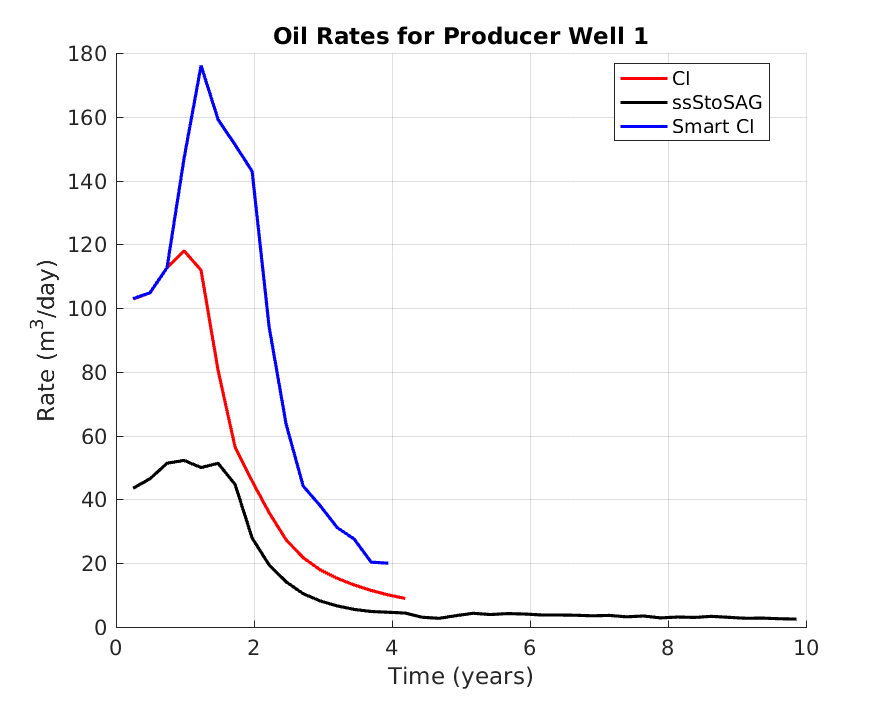 Oil Rates for Producer Well 1
CI
ssStoSAG
Smart CI
180
160
140
120
100
80
60
40
20
0
Rate (m³/day)
0 2 4 6 8 10
Time (years)